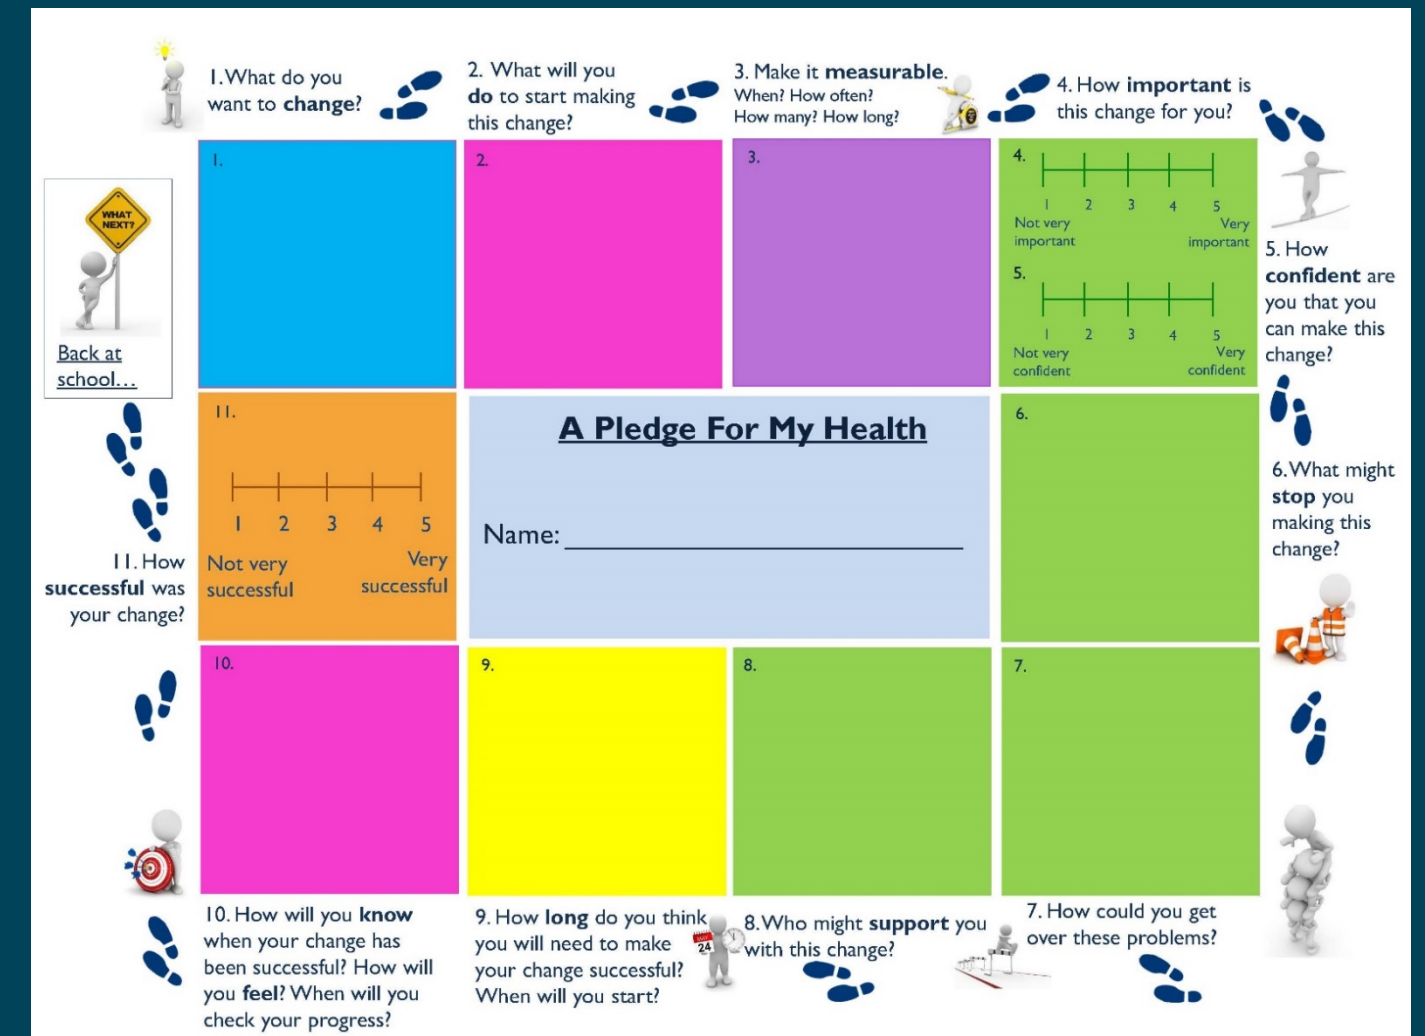 1. What do you
want to change?
2. What will you
do to start making
this change?
3. Make it measurable.
When? How often?
How many? How long?
4. How important is
this change for you?
1.
2.
3.
4.
1 2 3 4 5
Not very
important
Very
important
5.
1 2 3 4 5
Not very
confident
Very
confident
5. How
confident are
you that you
can make this
change?
WHAT
NEXT?
Back at
school...
11.
1 2 3 4 5
Not very
successful
Very
successful
A Pledge For My Health
Name:
6.
6. What might
stop you
making this
change?
11. How
successful was
your change?
10.
9.
8.
7.
7. How could you get
over these problems?
8. Who might support you
with this change?
24
9. How long do you think
you will need to make
your change successful?
When will you start?
10. How will you know
when your change has
been successful? How will
you feel? When will you
check your progress?